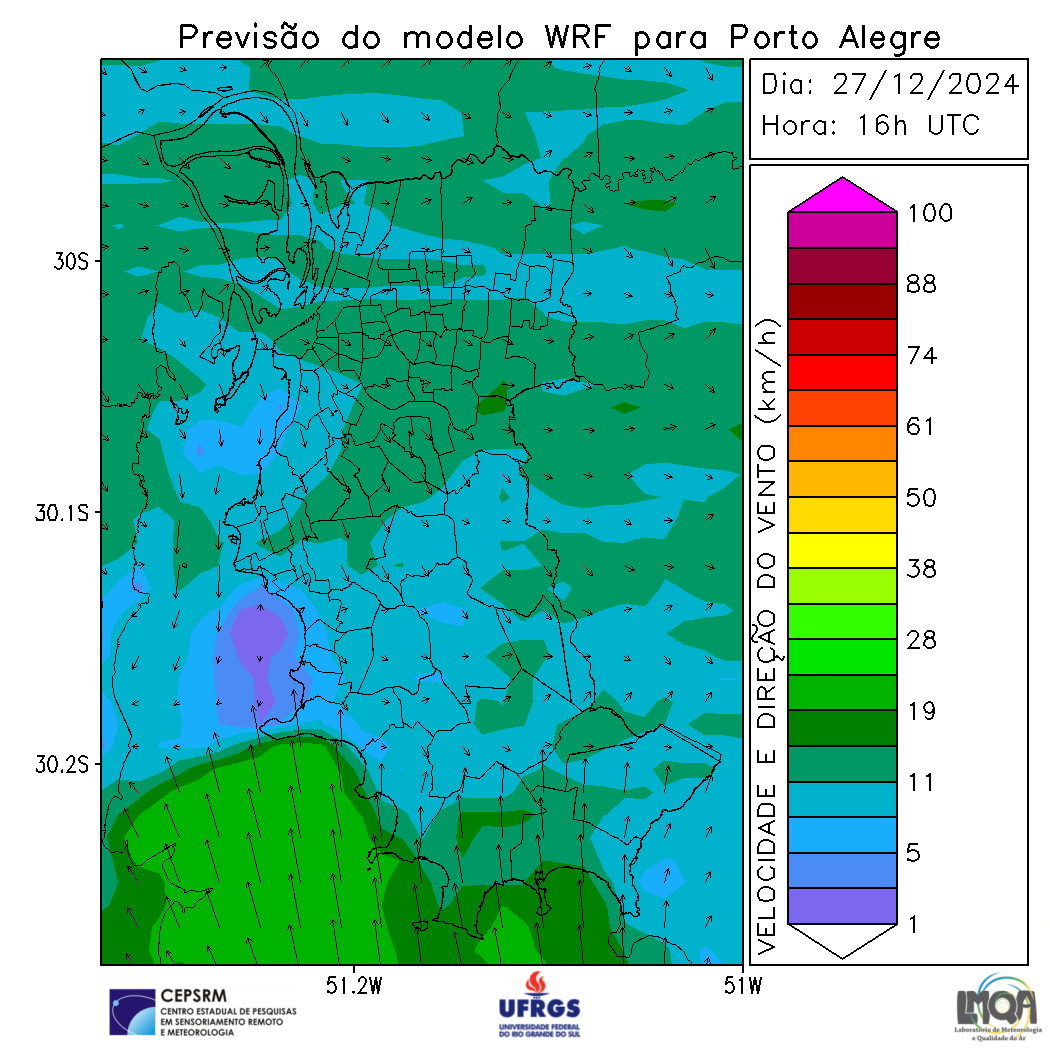 Previsão do modelo WRF para Porto Alegre
Dia: 27/12/2024
Hora: 16h UTC
30S
30.1S
30.2S
51.2W
51W
VELOCIDADE E DIREÇÃO DO VENTO (km/h)
100
88
74
61
50
38
28
19
11
5
1
CEPSRM
CENTRO ESTADUAL DE PESQUISAS
EM SENSORIAMENTO REMOTO
E METEOROLOGIA
UFRGS
UNIVERSIDADE FEDERAL
DO RIO GRANDE DO SUL
LMQA
Laboratório de Meteorologia
e Qualidade do Ar